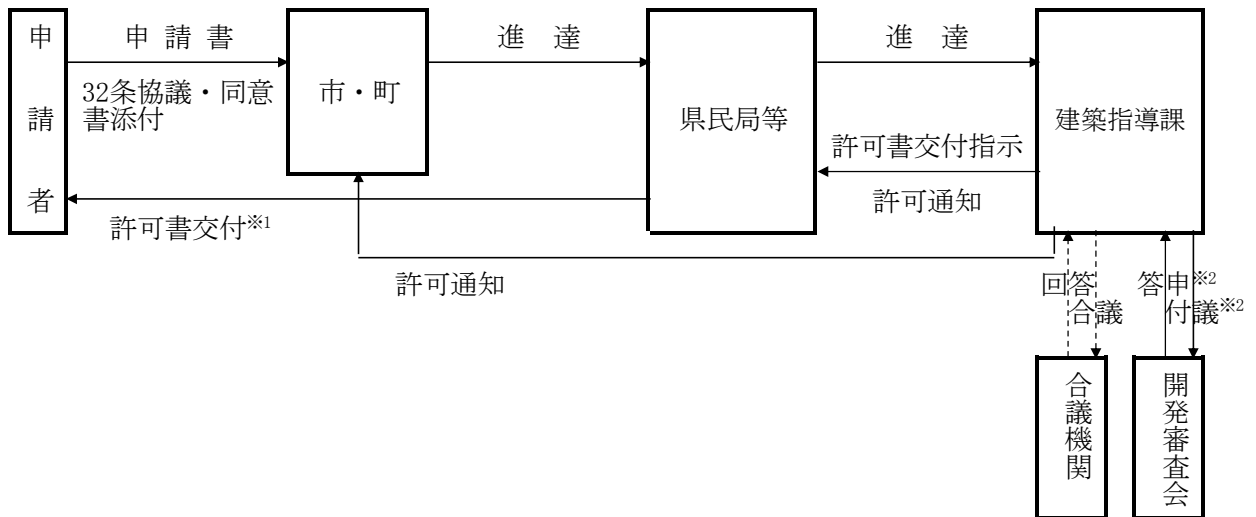 申請者
申 請 書
32条協議・同意
書添付
市・町
進 達
県民局等
進 達
建築指導課
許可書交付指示
許可通知
許可書交付※1
許可通知
回答
合議
答申※2
付議※2
合議機関
開発審査会